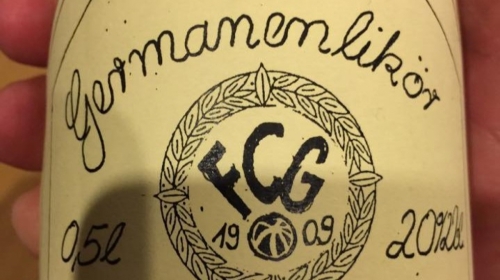 Germanenlikör
FCG
19 09
0,5l
20%Vol